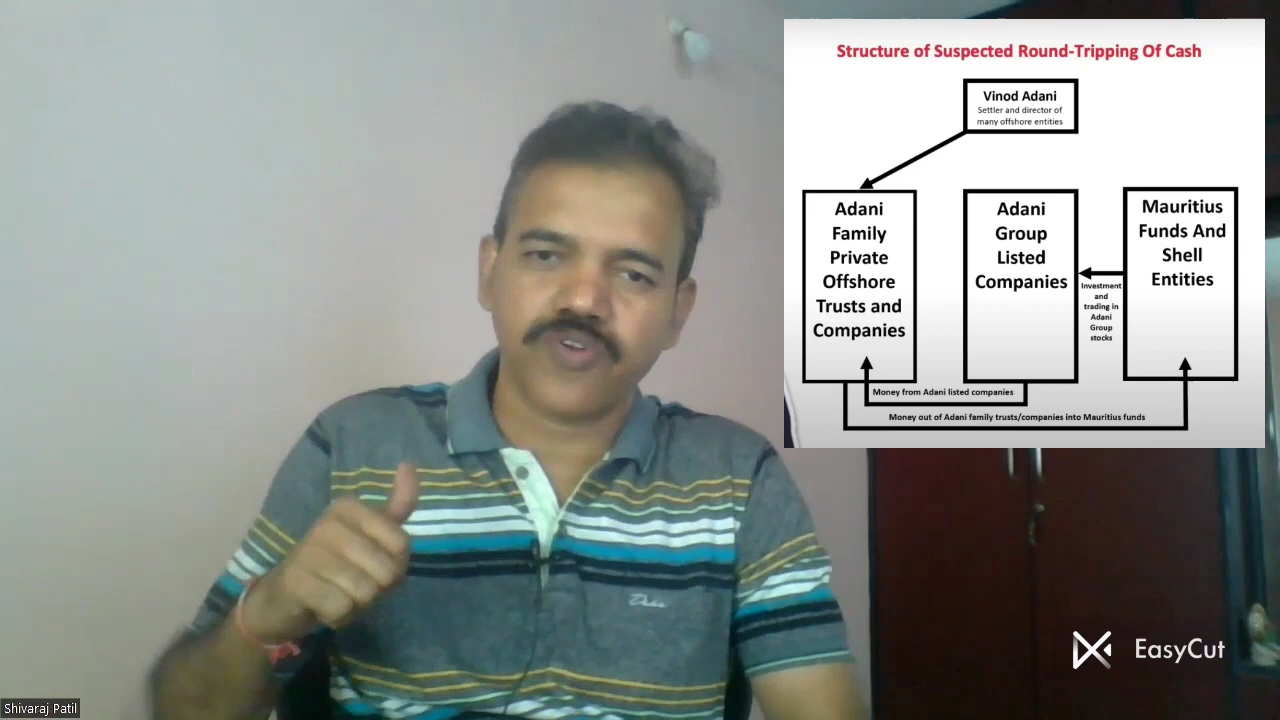 Structure of Suspected Round-Tripping Of Cash
Vinod Adani
Settler and director of
many offshore entities
Adani
Family
Private
Offshore
Trusts and
Companies
Adani
Group
Listed
Companies
Mauritius
Funds And
Shell
Entities
Investment
and
trading in
Adani
Group
stocks
Money from Adani listed companies
Money out of Adani family trusts/companies into Mauritius funds
EasyCut
Shivaraj Patil